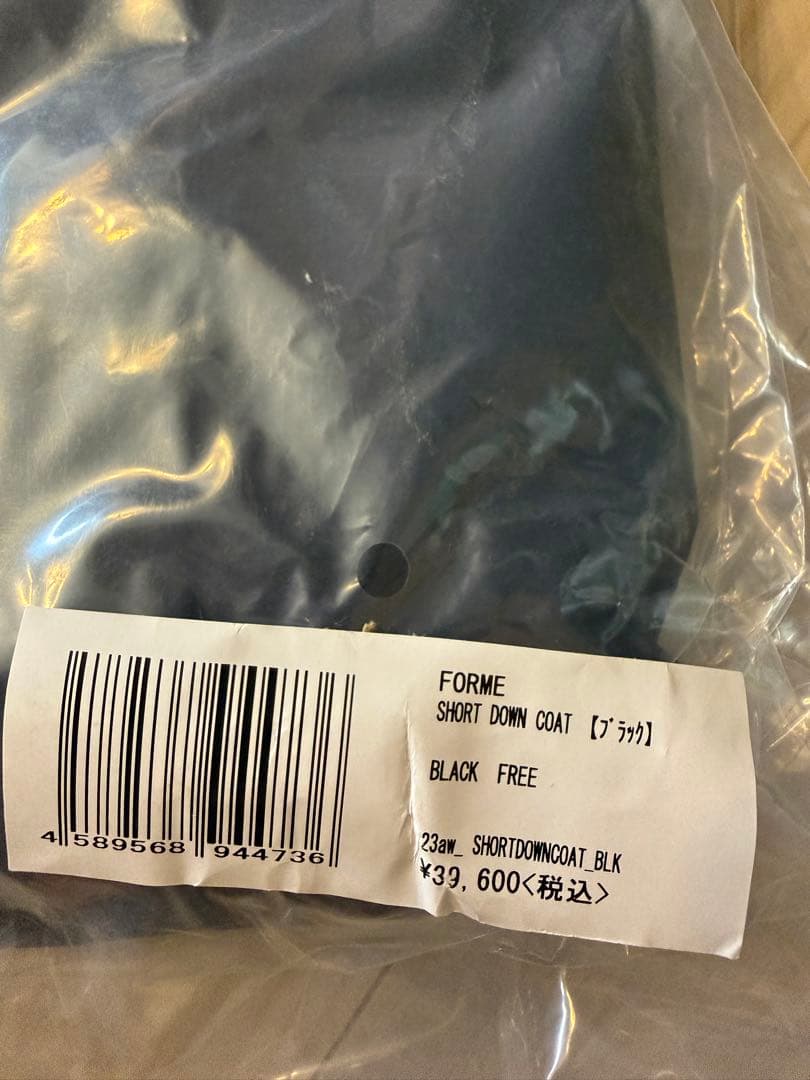 FORME
SHORT DOWN COAT 【ﾌﾞﾗｯｸ】
BLACK FREE
23aw_ SHORTDOWNCOAT_BLK
¥39,600<税込>
4 589568 944736